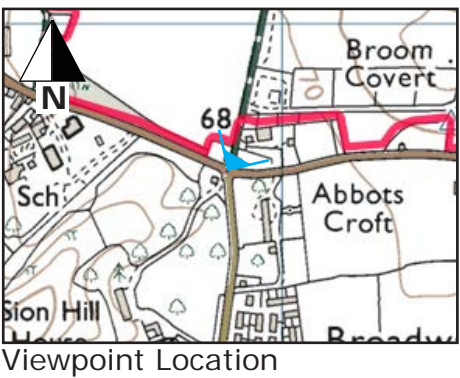 Broom
Covert
N
68
Sch
Abbots
Croft
Sion Hill
House
Broadw
Viewpoint Location